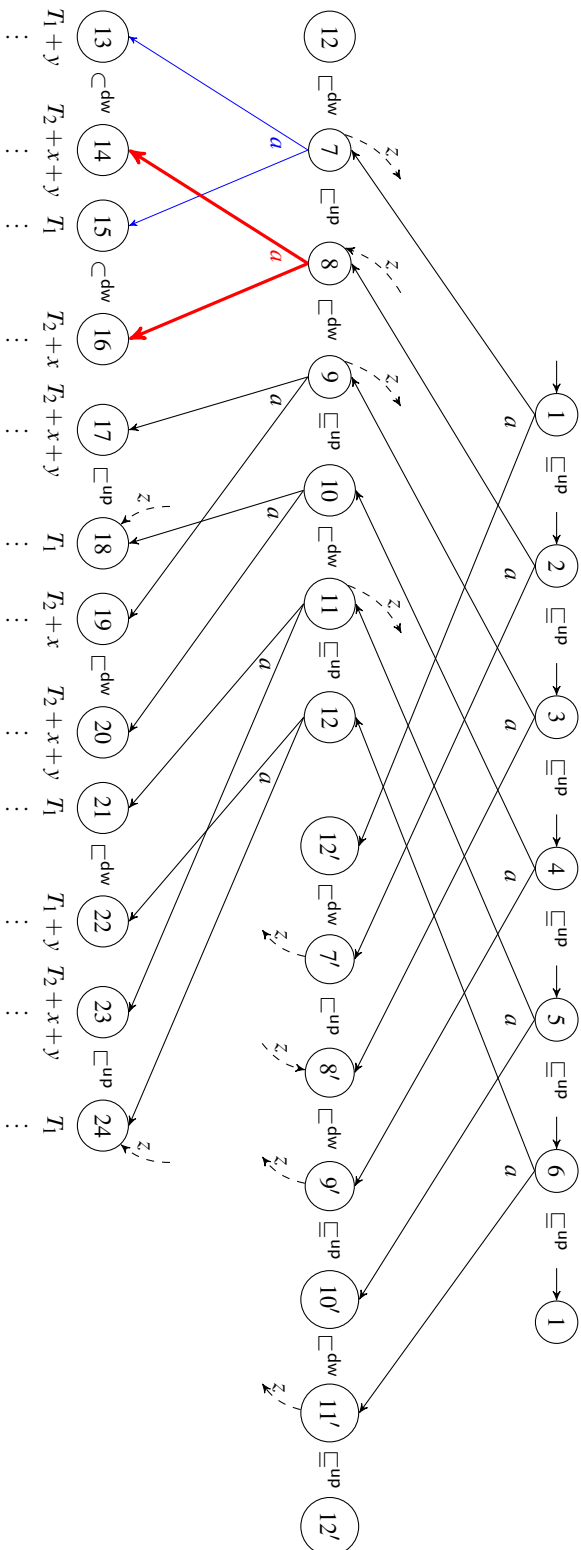 1 ⊑up 2 ⊑up 3 ⊑up 4 ⊑up 5 ⊑up 6 ⊑up 1
a a a a a a
z z z z
12 ⊏dw 7 ⊏up 8 ⊏dw 9 ⊑up 10 ⊏dw 11 ⊑up 12 12′ ⊏dw 7′ ⊏up 8′ ⊏dw 9′ ⊑up 10′ ⊏dw 11′ ⊑up 12′
a a a a a a z z z z
z z
13 ⊂dw 14 15 ⊂dw 16 17 ⊏up 18 19 ⊏dw 20 21 ⊏dw 22 23 ⊏up 24
T₁ + y T₂ + x + y T₁ T₂ + x T₂ + x + y T₁ T₂ + x T₂ + x + y T₁ T₁ + y T₂ + x + y T₁
⋮ ⋮ ⋮ ⋮ ⋮ ⋮ ⋮ ⋮ ⋮ ⋮ ⋮ ⋮